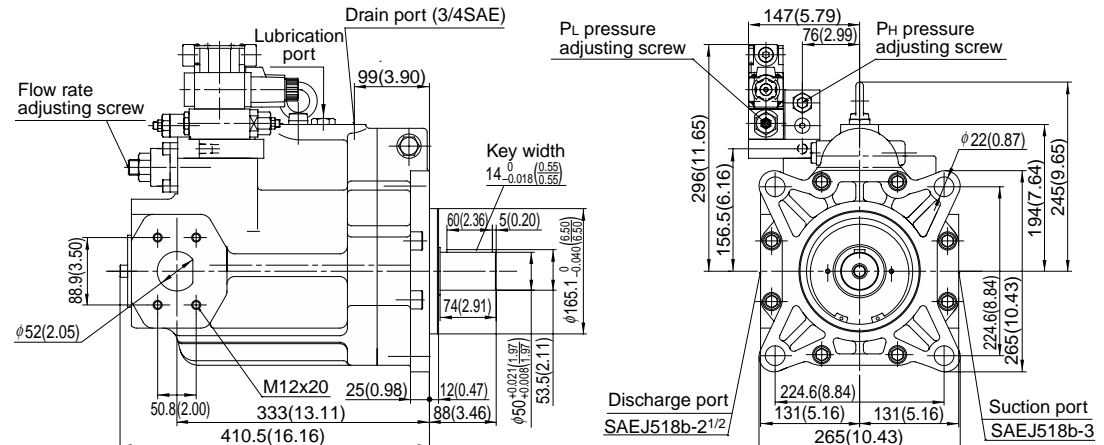 Drain port (3/4SAE)
Lubrication
port
99(3.90)
Flow rate
adjusting screw
Key width
14 0 -0.018 (0.55 0.55)
60(2.36)
5(0.20)
88.9(3.50)
74(2.91)
φ165.1 0 -0.040 (6.50 6.50)
φ52(2.05)
M12x20
50.8(2.00)
25(0.98)
12(0.47)
φ50 +0.021 +0.008 (1.97 1.97)
53.5(2.11)
333(13.11)
88(3.46)
410.5(16.16)
147(5.79)
76(2.99)
PL pressure
adjusting screw
PH pressure
adjusting screw
296(11.65)
156.5(6.16)
φ22(0.87)
194(7.64)
245(9.65)
224.6(8.84)
265(10.43)
224.6(8.84)
131(5.16)
131(5.16)
265(10.43)
Discharge port
SAEJ518b-2 1/2
Suction port
SAEJ518b-3